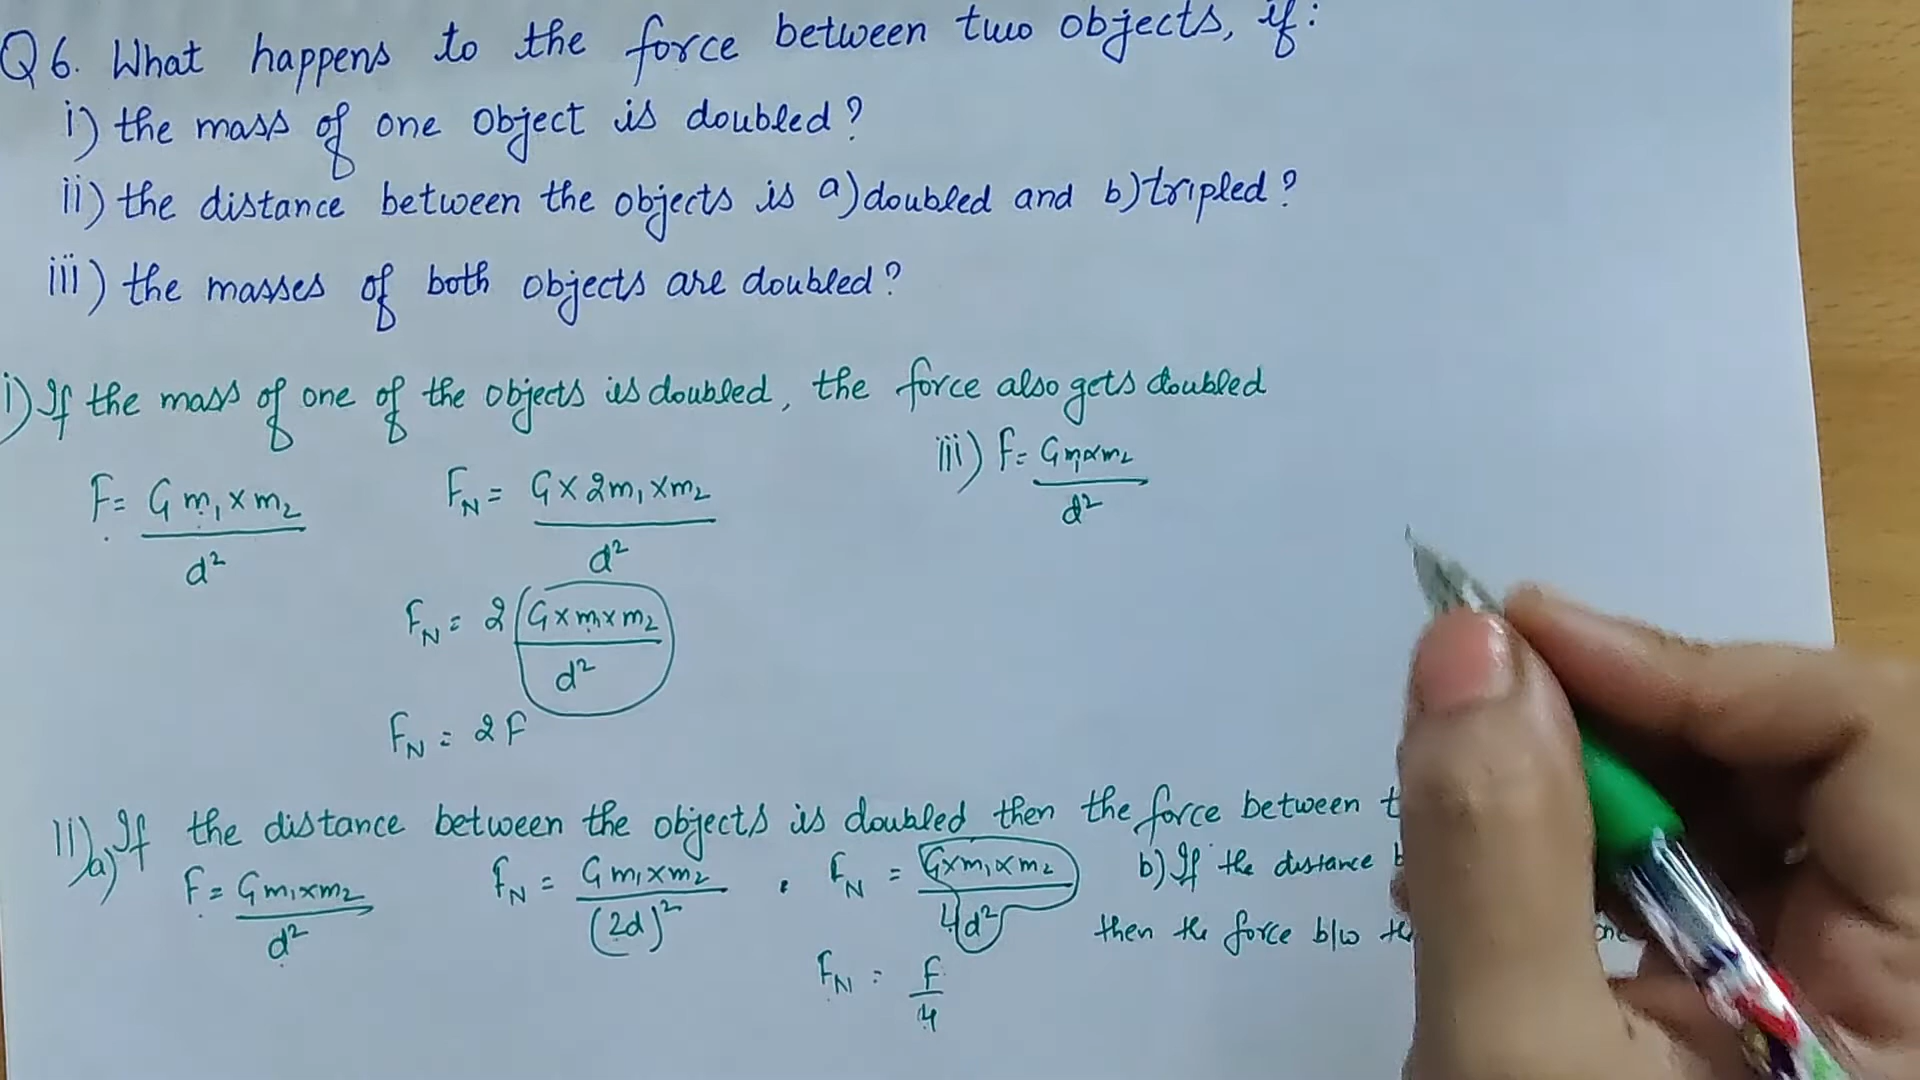 Q6. What happens to the force between two objects, if:
i) the mass of one object is doubled?
ii) the distance between the objects is a) doubled and b) tripled?
iii) the masses of both objects are doubled?
i) If the mass of one of the objects is doubled, the force also gets doubled
F = G m₁ × m₂ / d²
F_N = G × 2m₁ × m₂ / d²
F_N = 2 (G × m₁ × m₂ / d²
F_N = 2F
iii) F = G m₁ × m₂ / d²
ii) a) If the distance between the objects is doubled then the force between
F = G m₁ × m₂ / d²
F_N = G m₁ × m₂ / (2d)²
F_N = G × m₁ × m₂ / 4d²
F_N = F / 4
b) If the distance
then the force b/w